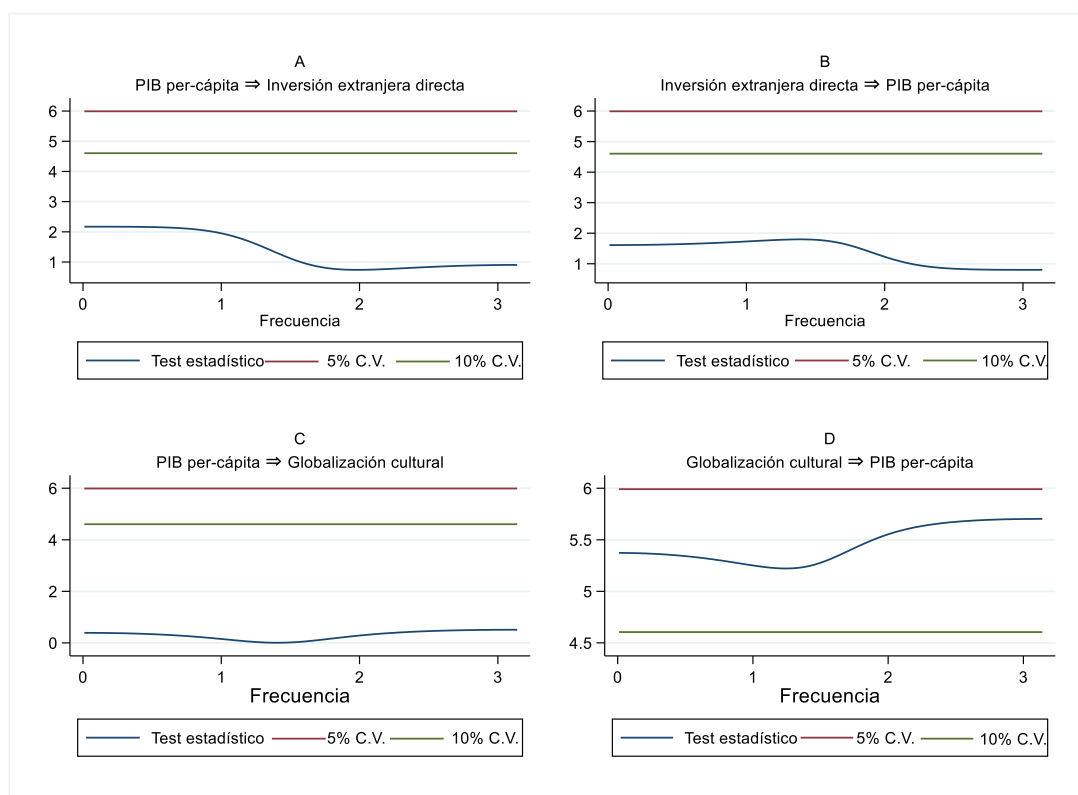 A
PIB per-cápita ⇒ Inversión extranjera directa
6
5
4
3
2
1
0 1 2 3
Frecuencia
Test estadístico 5% C.V. 10% C.V.
B
Inversión extranjera directa ⇒ PIB per-cápita
6
5
4
3
2
1
0 1 2 3
Frecuencia
Test estadístico 5% C.V. 10% C.V.
C
PIB per-cápita ⇒ Globalización cultural
6
4
2
0
0 1 2 3
Frecuencia
Test estadístico 5% C.V. 10% C.V.
D
Globalización cultural ⇒ PIB per-cápita
6
5.5
5
4.5
0 1 2 3
Frecuencia
Test estadístico 5% C.V. 10% C.V.